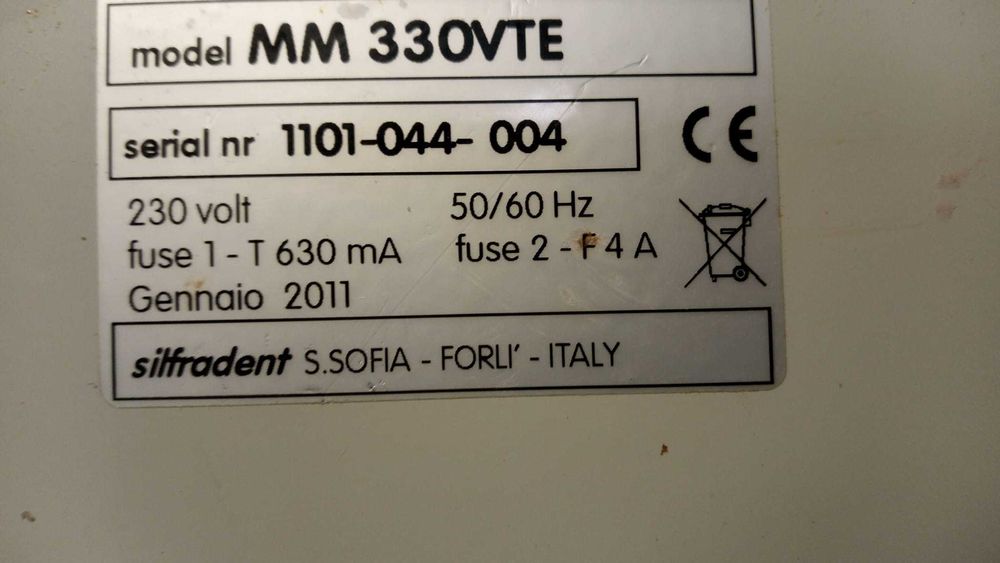 model MM 330VTE
serial nr 1101-044- 004
CE
230 volt 50/60 Hz
fuse 1 - T 630 mA fuse 2 - F 4 A
Gennaio 2011
silfradent S.SOFIA - FORLI' - ITALY